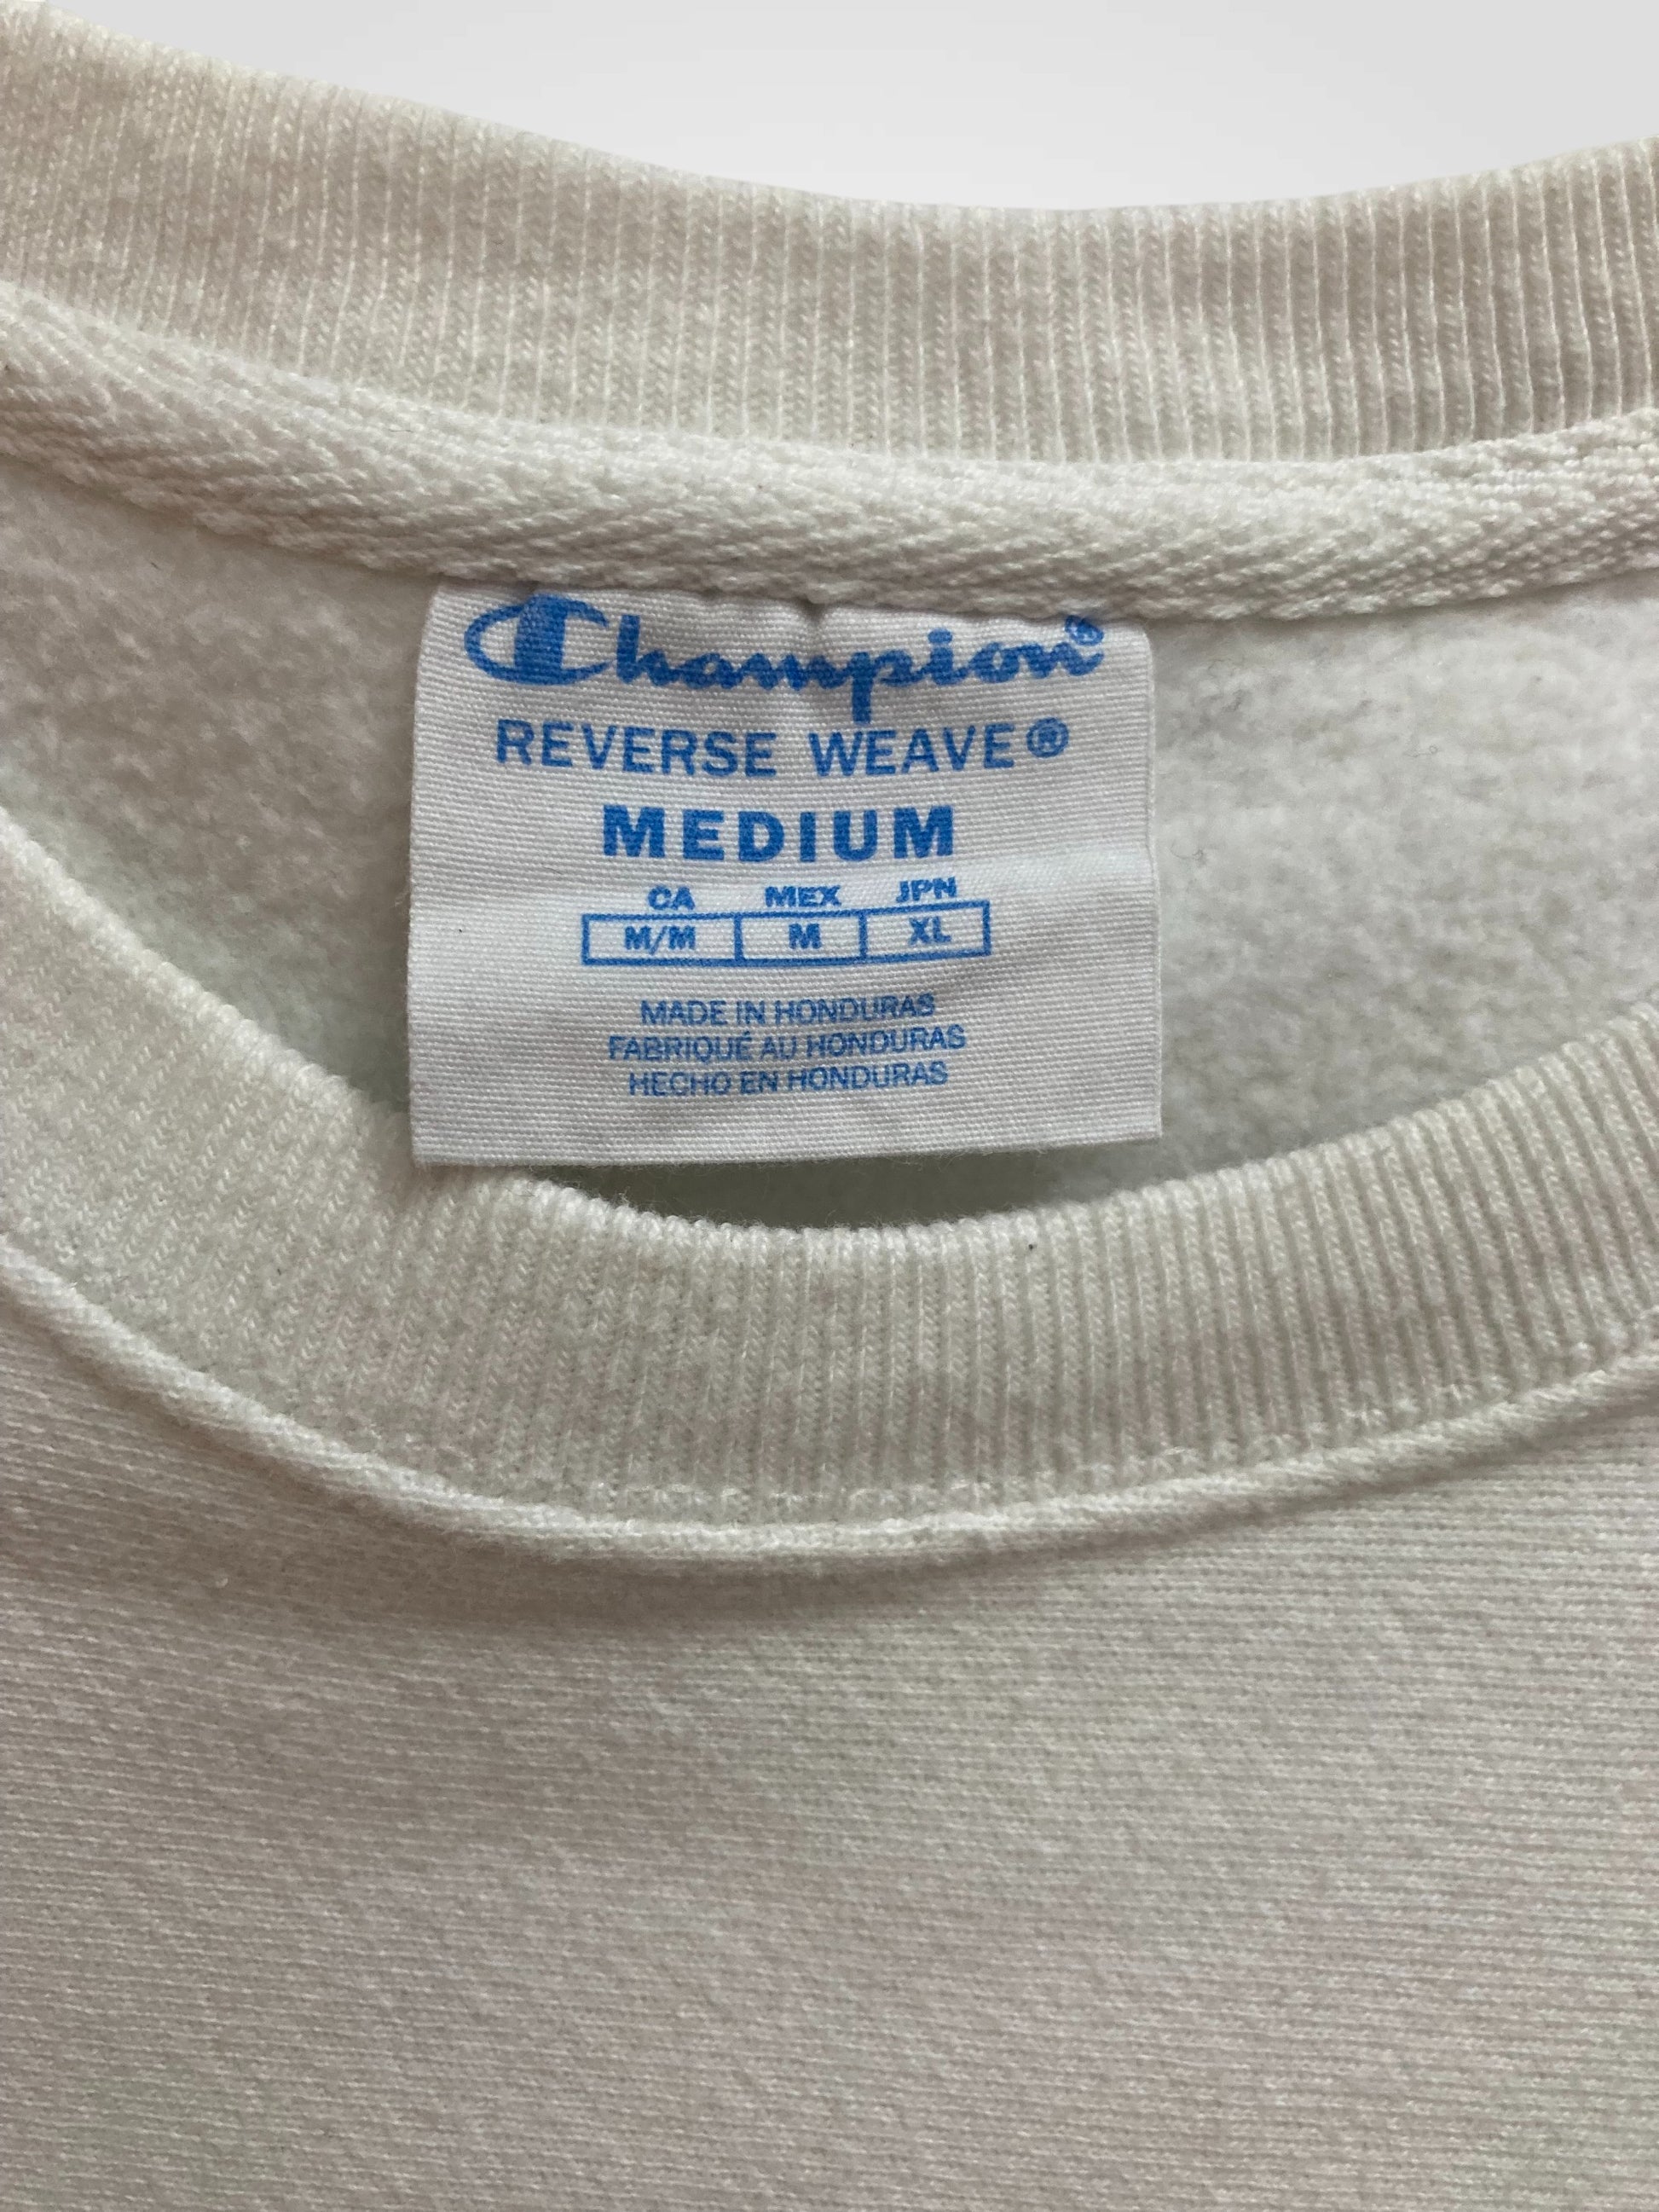 Champion®
REVERSE WEAVE®
MEDIUM
CA MEX JPN
M/M M XL
MADE IN HONDURAS
FABRIQUÉ AU HONDURAS
HECHO EN HONDURAS